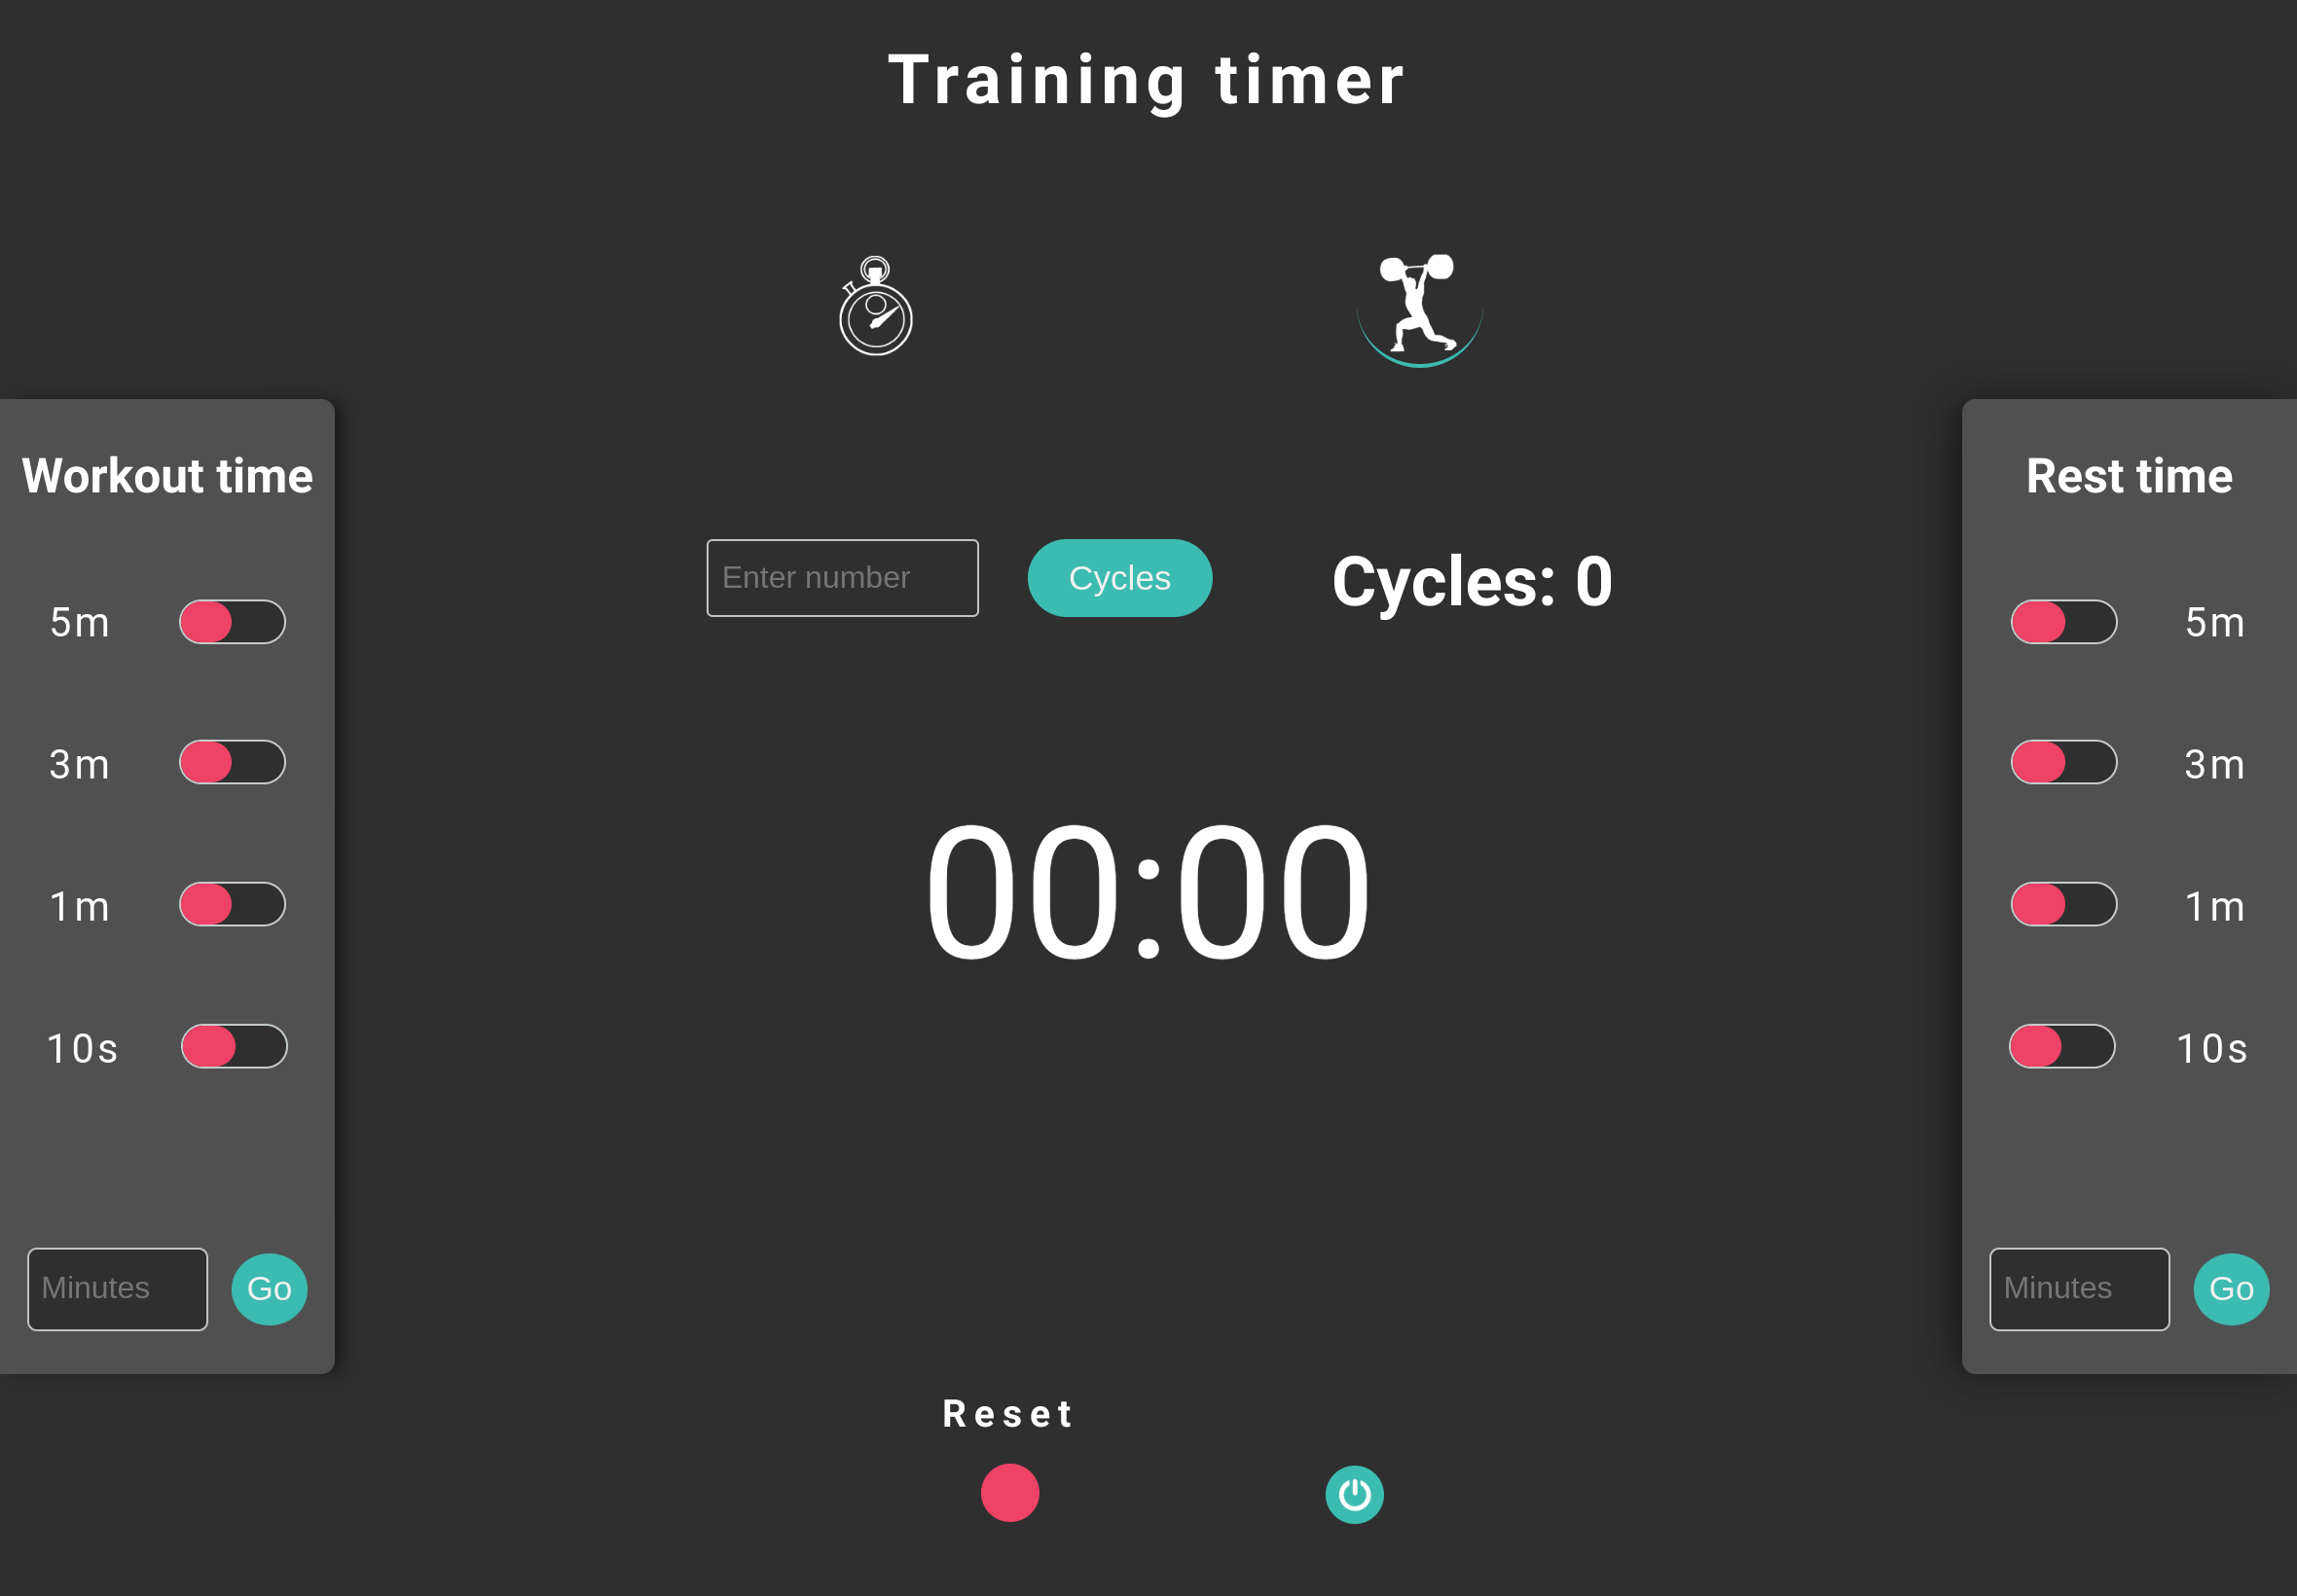 Training timer
Workout time
5m
3m
1m
10s
Minutes Go
Enter number Cycles Cycles: 0
00:00
Reset
Rest time
5m
3m
1m
10s
Minutes Go